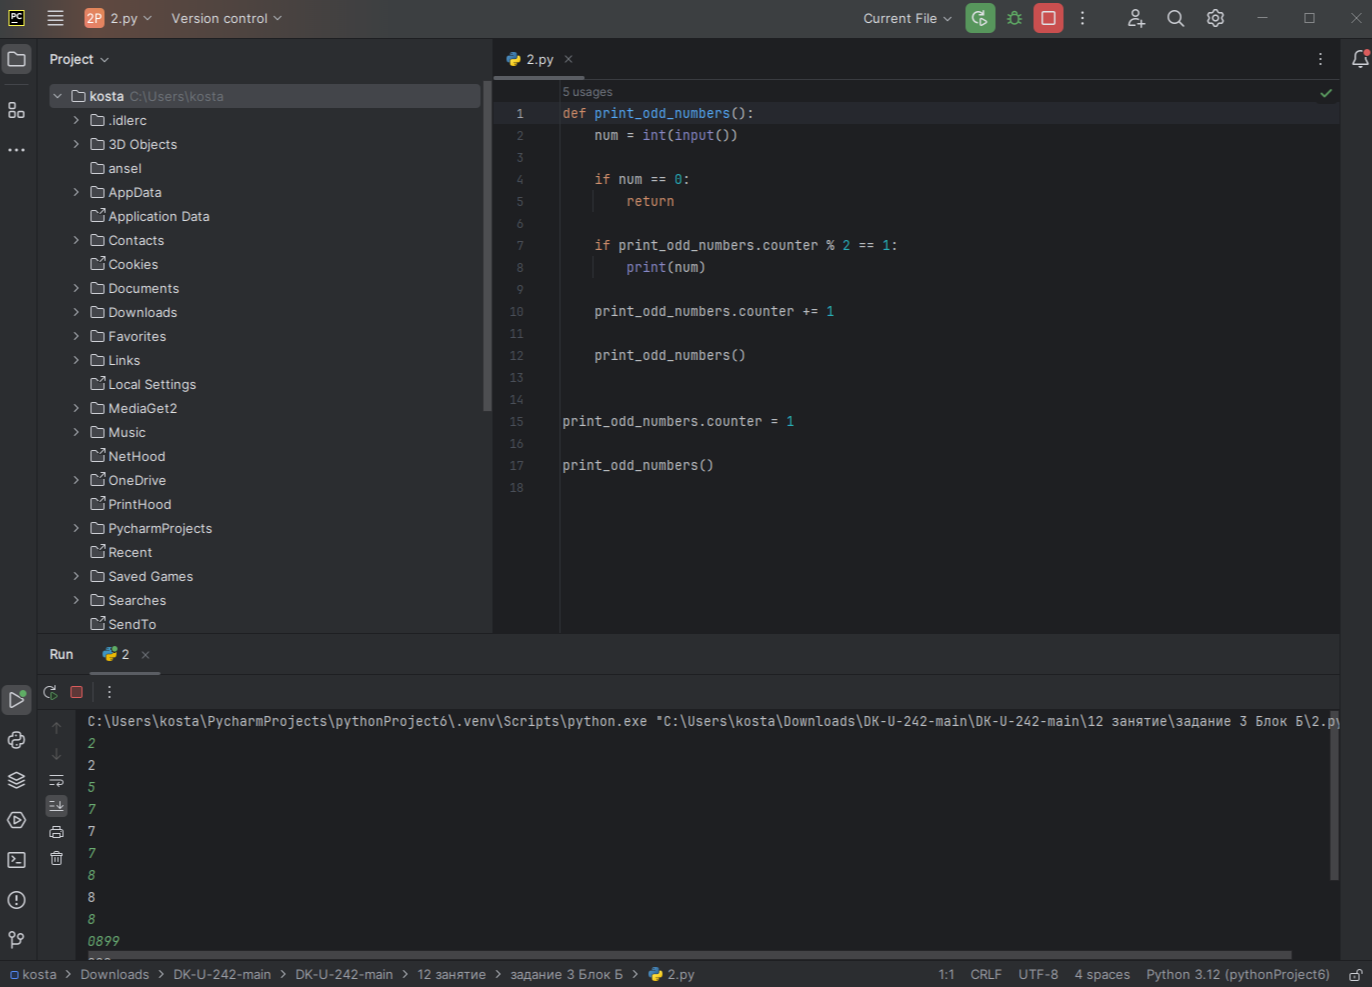 PC
2P 2.py Version control Current File
Project
2.py
kosta C:\Users\kosta
.idlerc
3D Objects
ansel
AppData
Application Data
Contacts
Cookies
Documents
Downloads
Favorites
Links
Local Settings
MediaGet2
Music
NetHood
OneDrive
PrintHood
PycharmProjects
Recent
Saved Games
Searches
SendTo
5 usages
1 def print_odd_numbers():
2 num = int(input())
3
4 if num == 0:
5 return
6
7 if print_odd_numbers.counter % 2 == 1:
8 print(num)
9
10 print_odd_numbers.counter += 1
11
12 print_odd_numbers()
13
14
15 print_odd_numbers.counter = 1
16
17 print_odd_numbers()
18
Run 2
C:\Users\kosta\PycharmProjects\pythonProject6\.venv\Scripts\python.exe "C:\Users\kosta\Downloads\DK-U-242-main\DK-U-242-main\12 занятие\задание 3 Блок Б\2.py
2
2
5
7
7
7
8
8
8
0899
kosta Downloads DK-U-242-main DK-U-242-main 12 занятие задание 3 Блок Б 2.py 1:1 CRLF UTF-8 4 spaces Python 3.12 (pythonProject6)